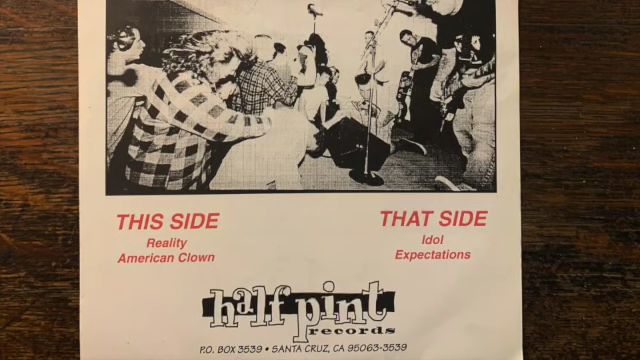 THIS SIDE
Reality
American Clown
THAT SIDE
Idol
Expectations
half pint
records
P.O. BOX 3539 • SANTA CRUZ, CA 95063-3539